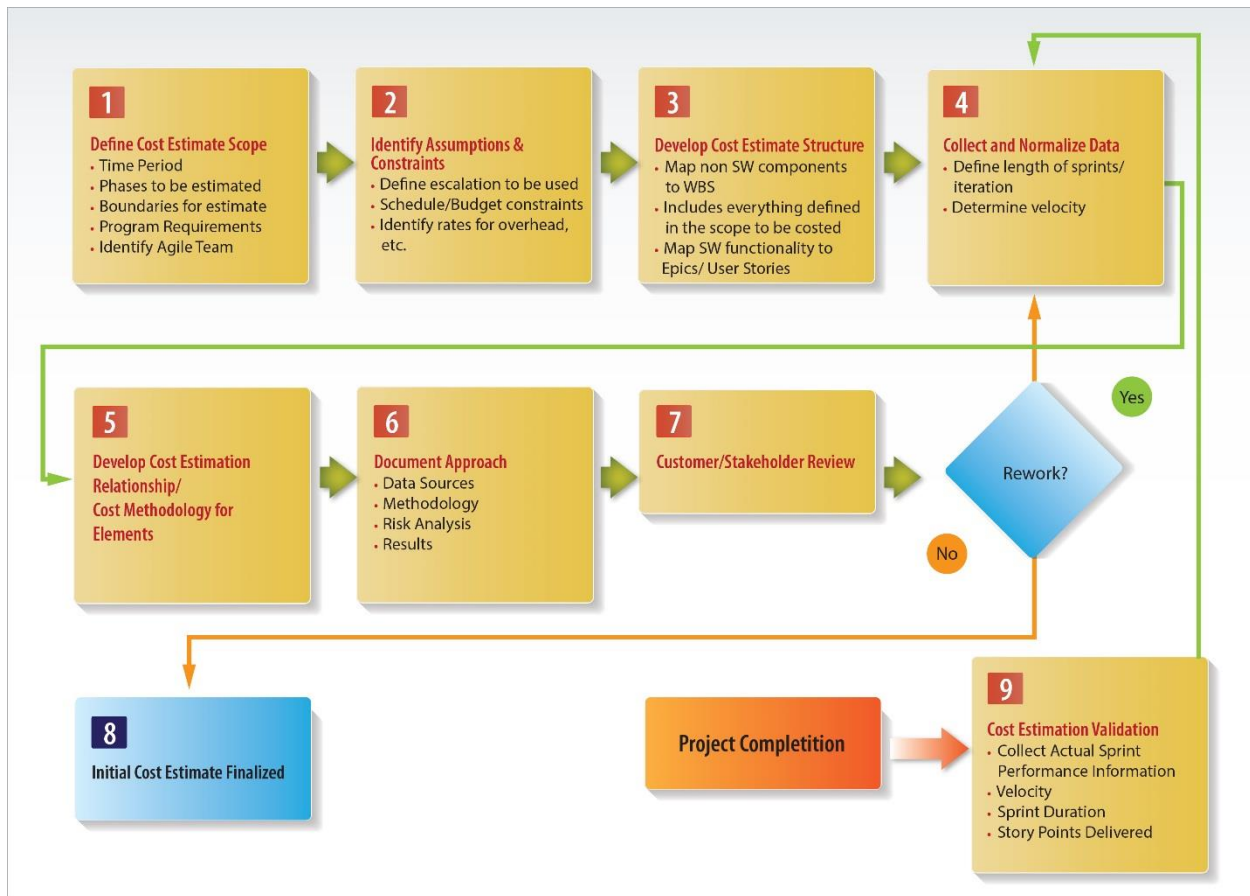 1
Define Cost Estimate Scope
• Time Period
• Phases to be estimated
• Boundaries for estimate
• Program Requirements
• Identify Agile Team
2
Identify Assumptions &
Constraints
• Define escalation to be used
• Schedule/Budget constraints
• Identify rates for overhead,
etc.
3
Develop Cost Estimate Structure
• Map non SW components
to WBS
• Includes everything defined
in the scope to be costed
• Map SW functionality to
Epics/ User Stories
4
Collect and Normalize Data
• Define length of sprints/
iteration
• Determine velocity
5
Develop Cost Estimation
Relationship/
Cost Methodology for
Elements
6
Document Approach
• Data Sources
• Methodology
• Risk Analysis
• Results
7
Customer/Stakeholder Review
Rework?
Yes
No
8
Initial Cost Estimate Finalized
Project Completition
9
Cost Estimation Validation
• Collect Actual Sprint
Performance Information
• Velocity
• Sprint Duration
• Story Points Delivered